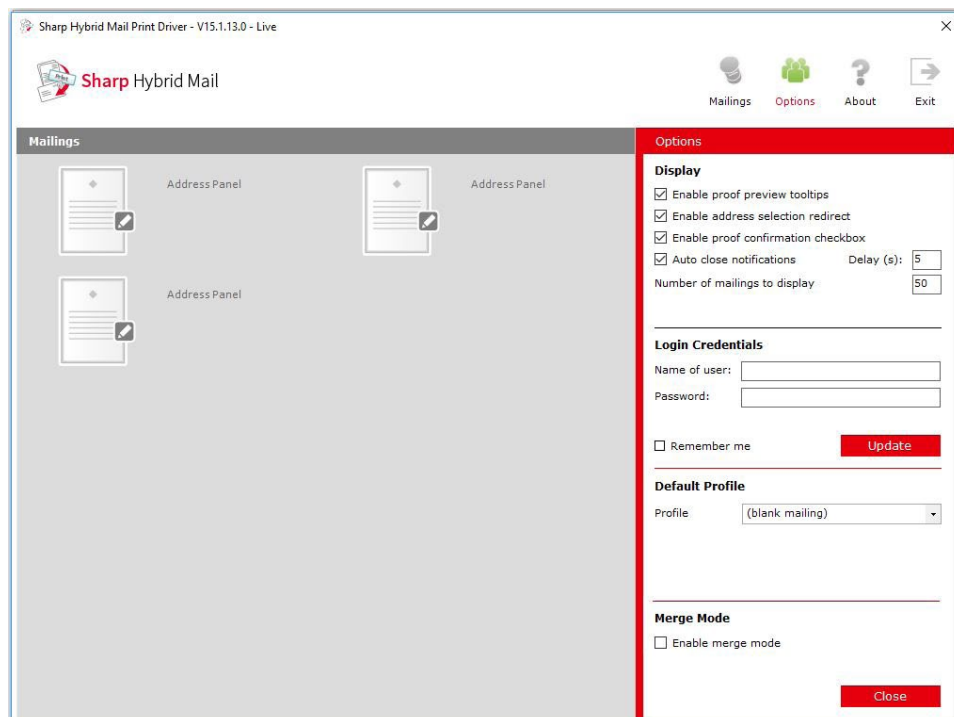 Sharp Hybrid Mail Print Driver - V15.1.13.0 - Live
Sharp Hybrid Mail
Print
Mailings
Options
About
Exit
Mailings
Address Panel
Address Panel
Address Panel
Options
Display
Enable proof preview tooltips
Enable address selection redirect
Enable proof confirmation checkbox
Auto close notifications Delay (s): 5
Number of mailings to display 50
Login Credentials
Name of user:
Password:
Remember me Update
Default Profile
Profile (blank mailing)
Merge Mode
Enable merge mode
Close